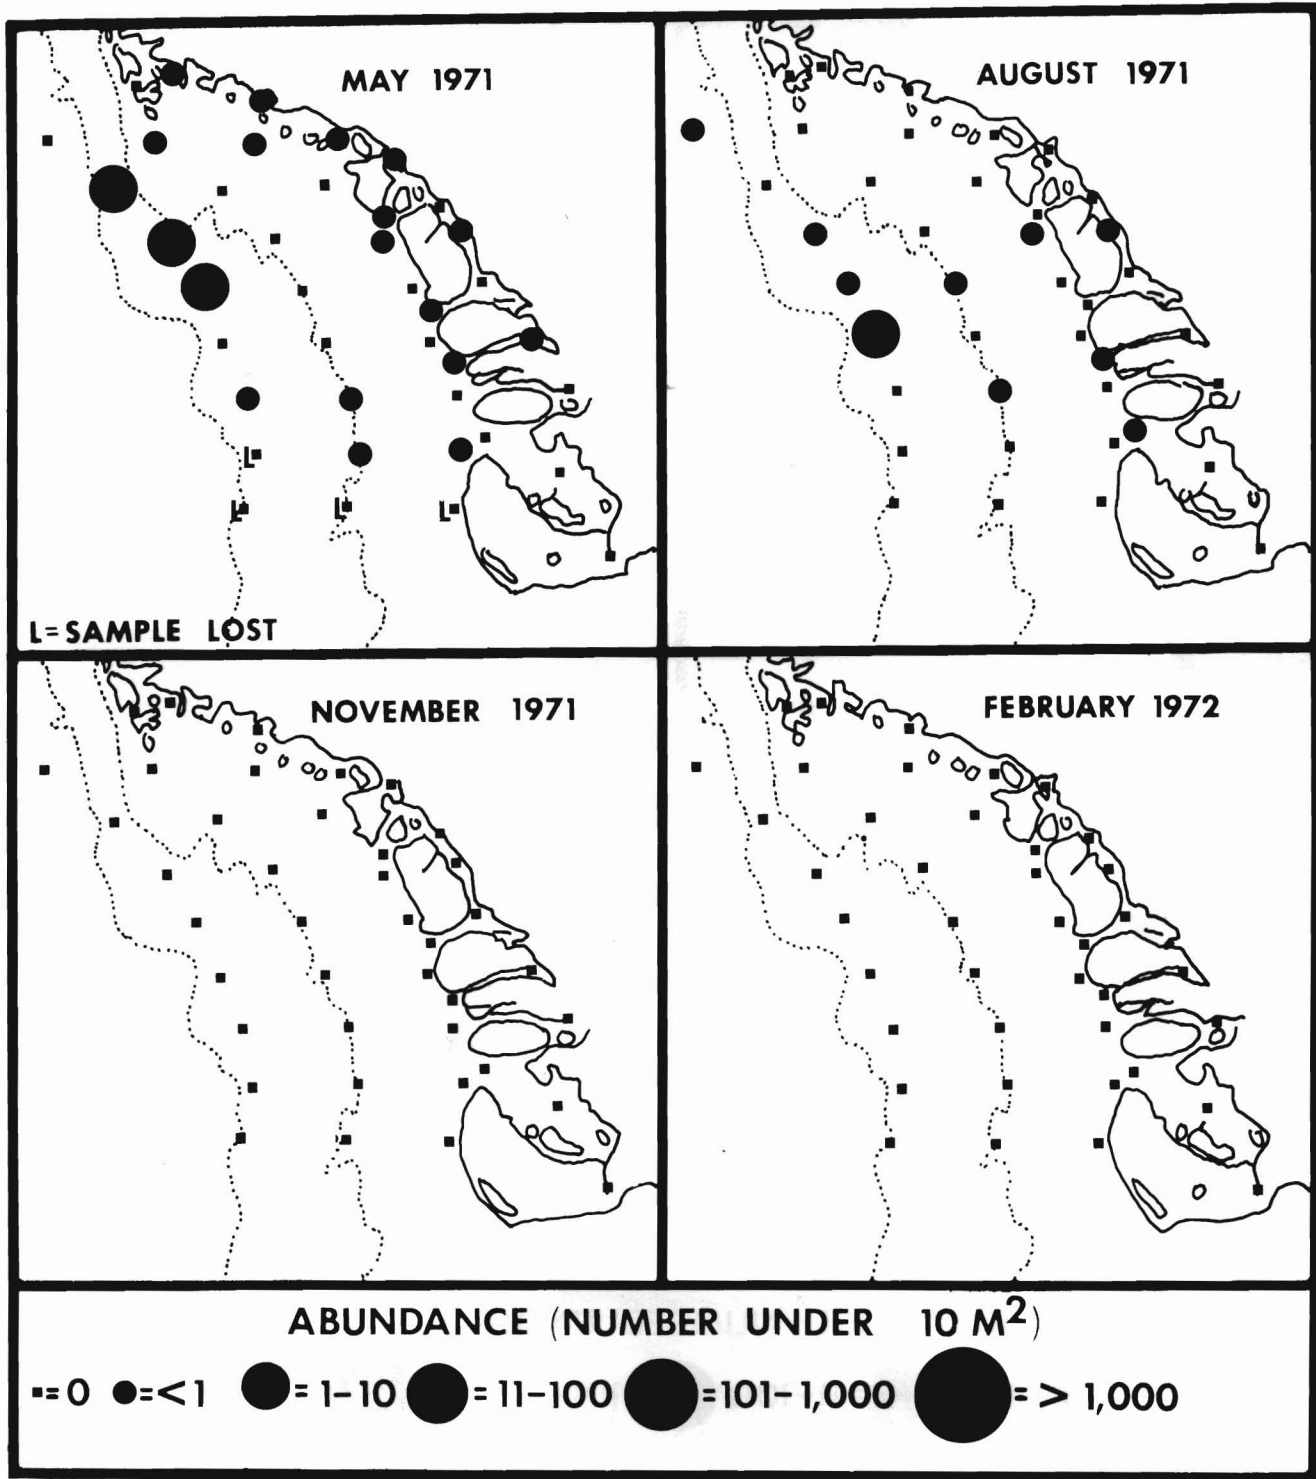 MAY 1971
AUGUST 1971
L
L
L
L
L=SAMPLE LOST
NOVEMBER 1971
FEBRUARY 1972
ABUNDANCE (NUMBER UNDER 10 M²)
=0 =<1 =1-10 =11-100 =101-1,000 => 1,000